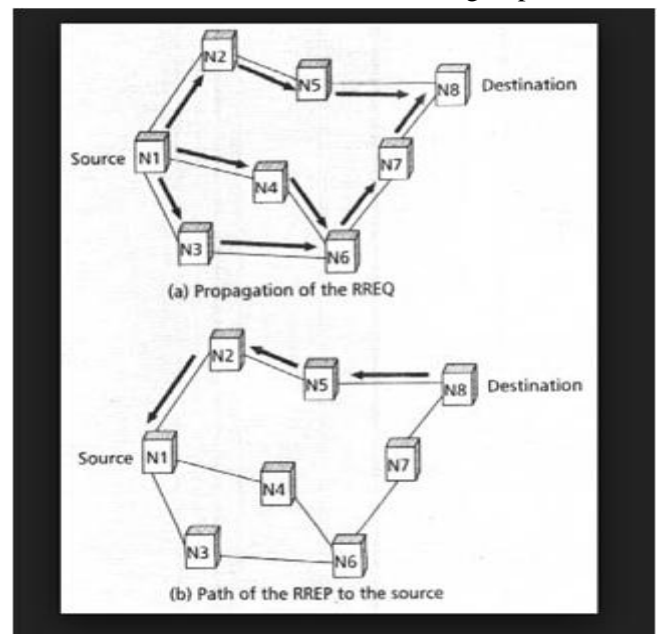 N2
N5
N8 Destination
Source N1
N7
N4
N3
N6
(a) Propagation of the RREQ
N2
N5
N8 Destination
Source N1
N7
N4
N3
N6
(b) Path of the RREP to the source